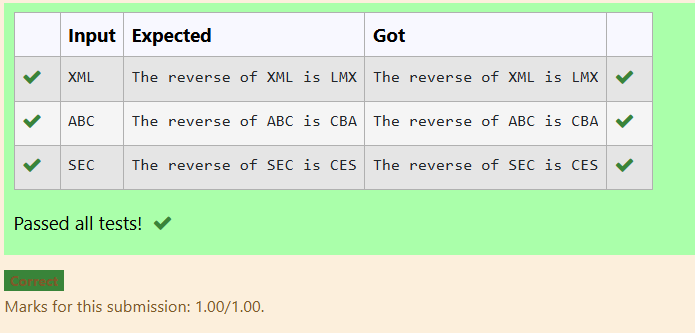 Input Expected Got
XML The reverse of XML is LMX The reverse of XML is LMX
ABC The reverse of ABC is CBA The reverse of ABC is CBA
SEC The reverse of SEC is CES The reverse of SEC is CES
Passed all tests!
Correct
Marks for this submission: 1.00/1.00.